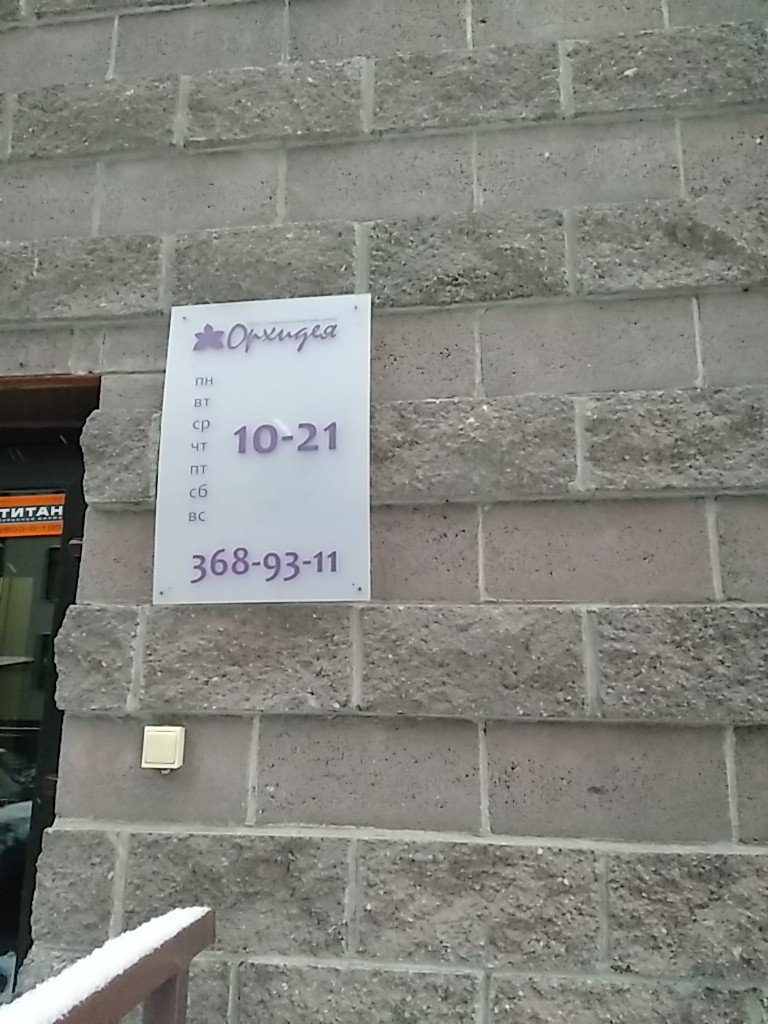 Орхидея
пн
вт
ср
чт
пт
сб
вс
10-21
368-93-11
ТИТАН